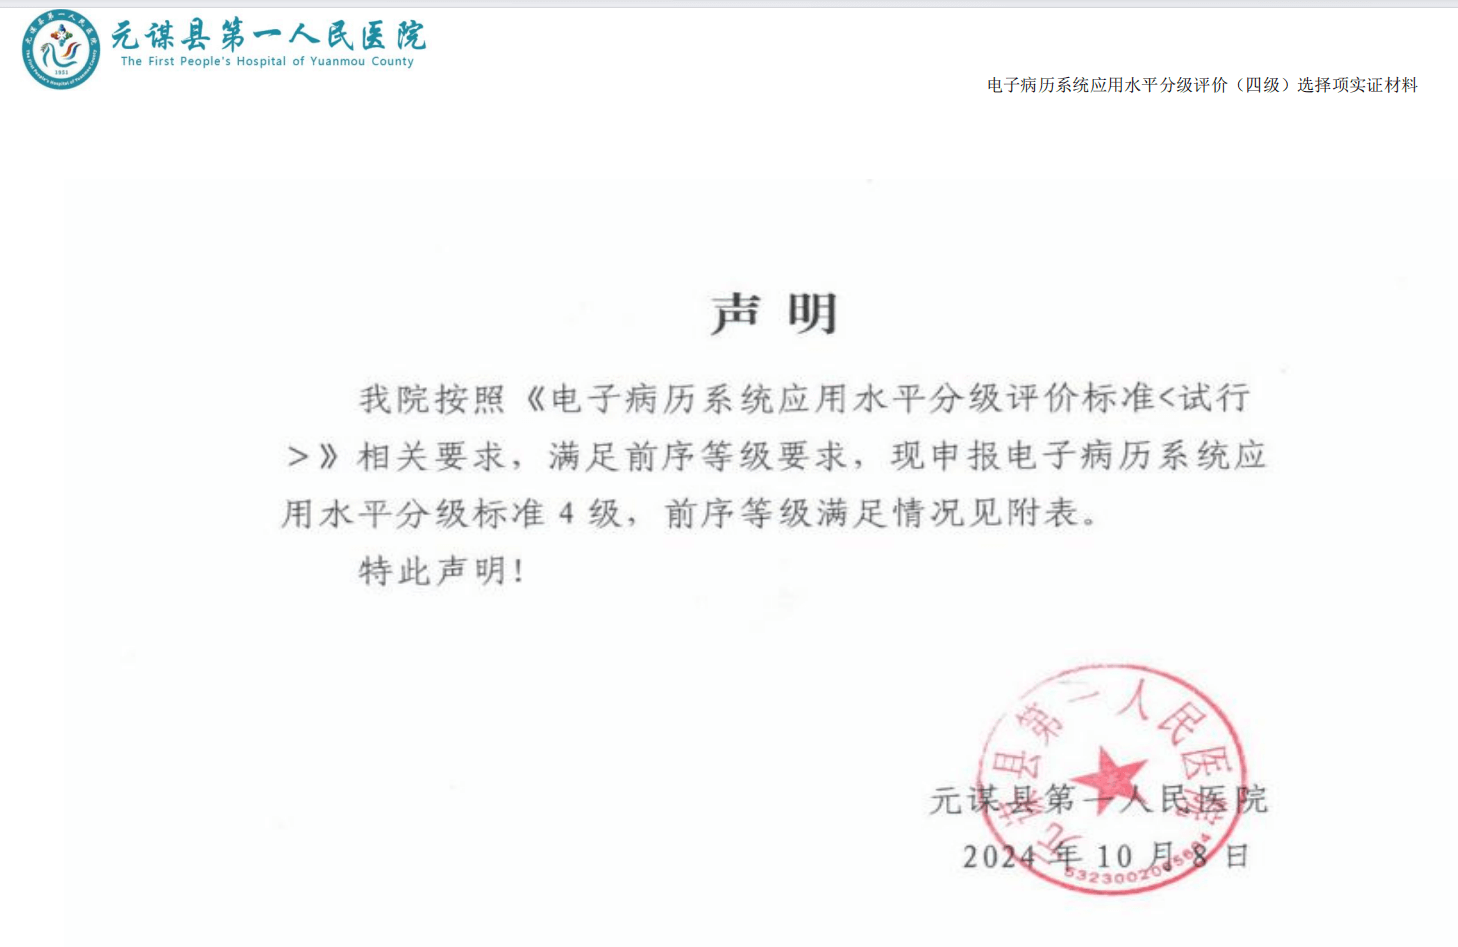 元谋县第一人民医院
The First People's Hospital of Yuanmou County
1931
电子病历系统应用水平分级评价（四级）选择项实证材料
声 明
我院按照《电子病历系统应用水平分级评价标准<试行
>》相关要求，满足前序等级要求，现申报电子病历系统应
用水平分级标准 4 级，前序等级满足情况见附表。
特此声明！
元谋县第一人民医院
元谋县第一人民医院
2024 年 10 月 8 日